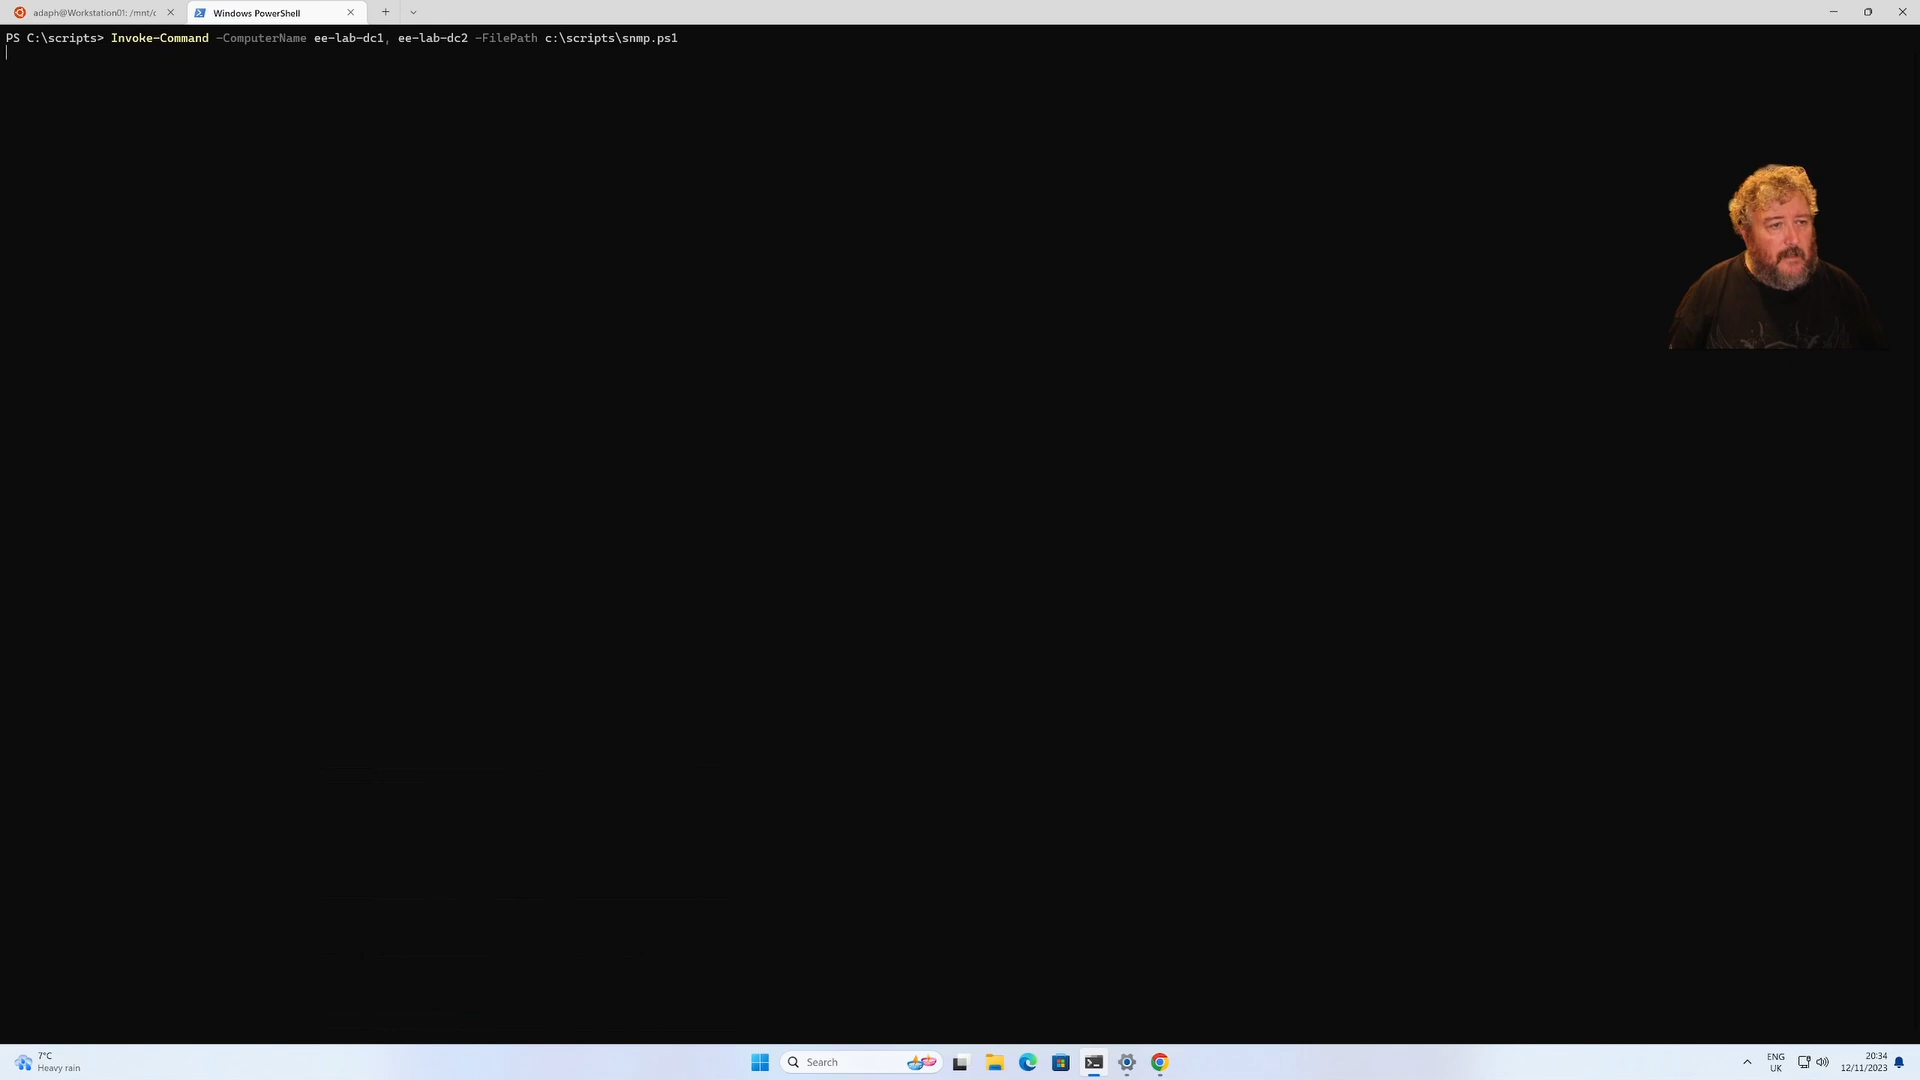 adaph@Workstation01: /mnt/c
Windows PowerShell
PS C:\scripts> Invoke-Command -ComputerName ee-lab-dc1, ee-lab-dc2 -FilePath c:\scripts\snmp.ps1
7°C
Heavy rain
Search
ENG
UK
20:34
12/11/2023